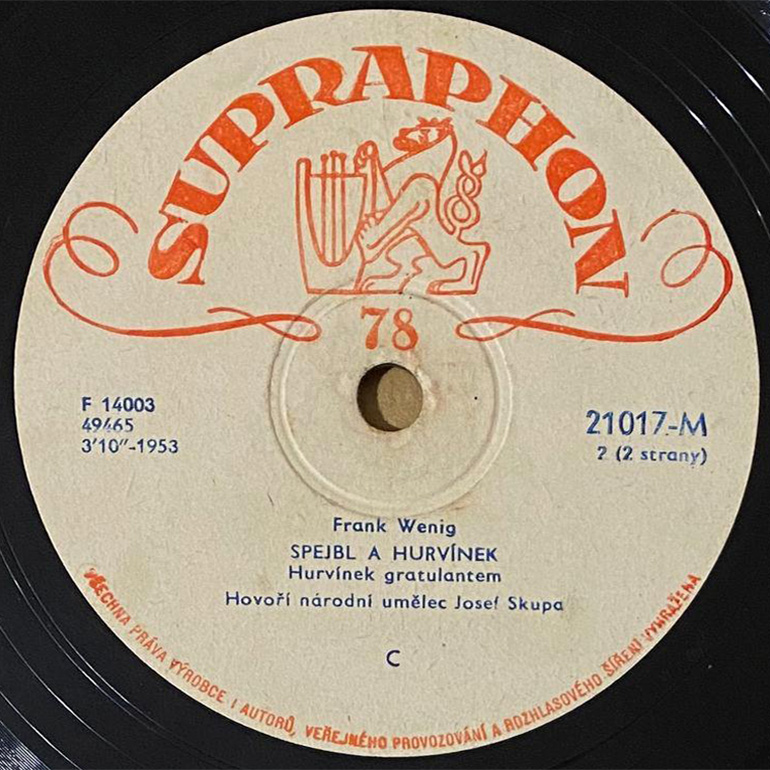 SUPRAPHON
78
F 14003
49465
3'10"-1953
21017-M
2 (2 strany)
Frank Wenig
SPEJBL A HURVÍNEK
Hurvínek gratulantem
Hovoří národní umělec Josef Skupa
C
VŠECHNA PRÁVA VÝROBCE I AUTORŮ, VEŘEJNÉHO PROVOZOVÁNÍ A ROZHLASOVÉHO ŠÍŘENÍ VYHRAŽENA